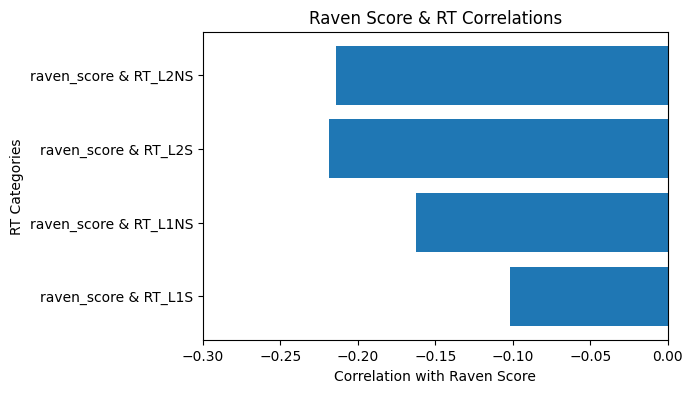 Raven Score & RT Correlations
RT Categories
raven_score & RT_L2NS
raven_score & RT_L2S
raven_score & RT_L1NS
raven_score & RT_L1S
−0.30 −0.25 −0.20 −0.15 −0.10 −0.05 0.00
Correlation with Raven Score